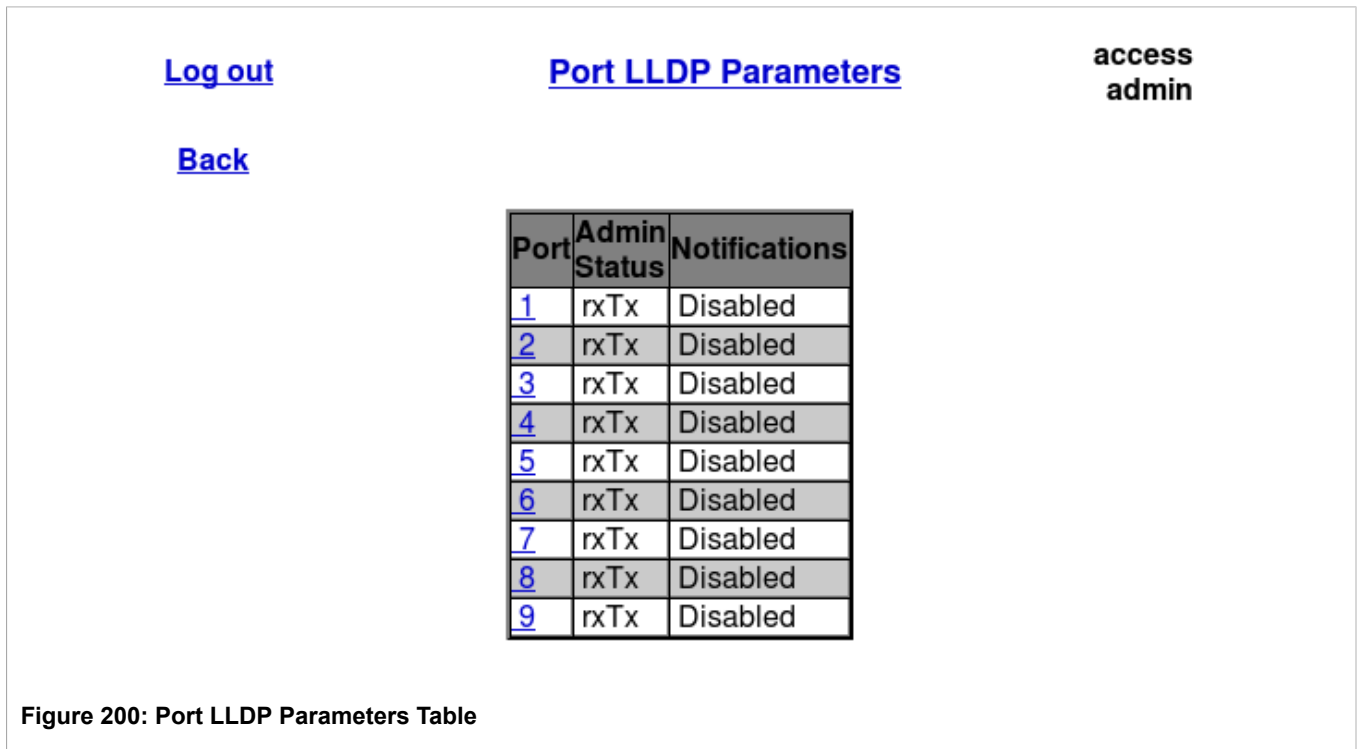 Log out
Port LLDP Parameters
access
admin
Back
Port Admin Status Notifications
1 rxTx Disabled
2 rxTx Disabled
3 rxTx Disabled
4 rxTx Disabled
5 rxTx Disabled
6 rxTx Disabled
7 rxTx Disabled
8 rxTx Disabled
9 rxTx Disabled
Figure 200: Port LLDP Parameters Table